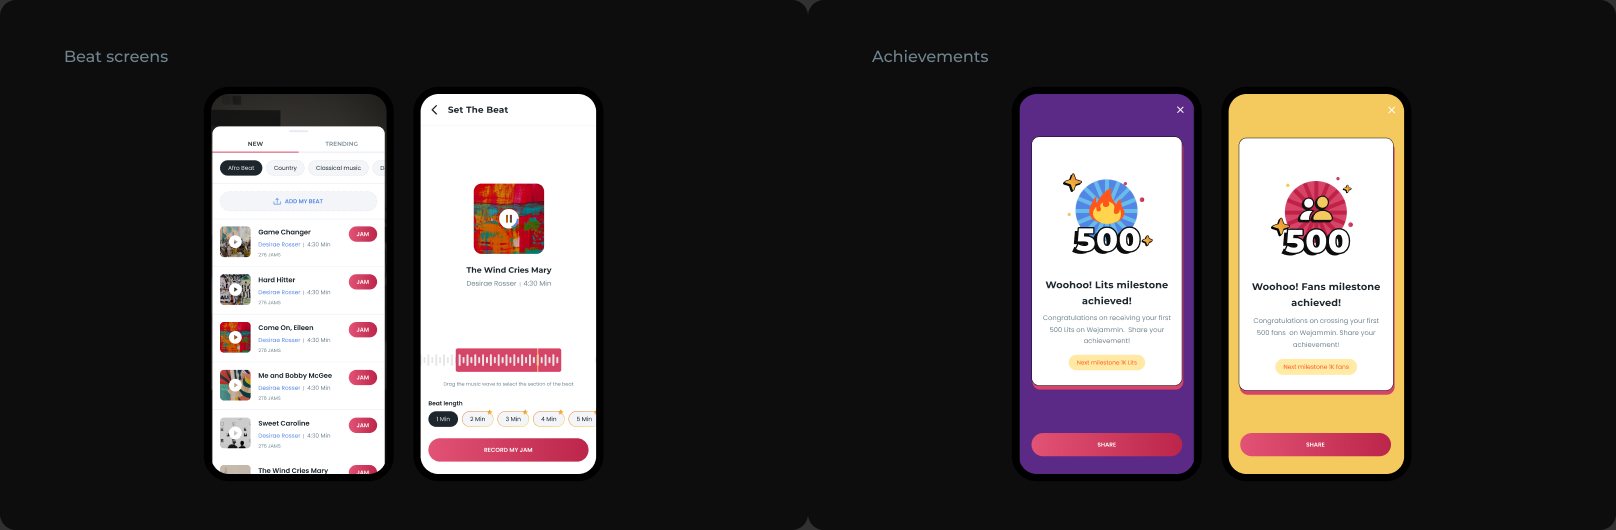 Beat screens
NEW TRENDING
Afro Beat Country Classical music D
ADD MY BEAT
Game Changer
Desirae Rosser | 4:30 Min
278 JAMS
JAM
Hard Hitter
Desirae Rosser | 4:30 Min
278 JAMS
JAM
Come On, Eileen
Desirae Rosser | 4:30 Min
278 JAMS
JAM
Me and Bobby McGee
Desirae Rosser | 4:30 Min
278 JAMS
JAM
Sweet Caroline
Desirae Rosser | 4:30 Min
278 JAMS
JAM
The Wind Cries Mary
JAM
Set The Beat
The Wind Cries Mary
Desirae Rosser | 4:30 Min
Drag the music wave to select the section of the beat
Beat length
1 Min 2 Min 3 Min 4 Min 5 Min
RECORD MY JAM
Achievements
500
Woohoo! Lits milestone
achieved!
Congratulations on receiving your first
500 Lits on Wejammin. Share your
achievement!
Next milestone 1K Lits
SHARE
500
Woohoo! Fans milestone
achieved!
Congratulations on crossing your first
500 fans on Wejammin. Share your
achievement!
Next milestone 1K fans
SHARE